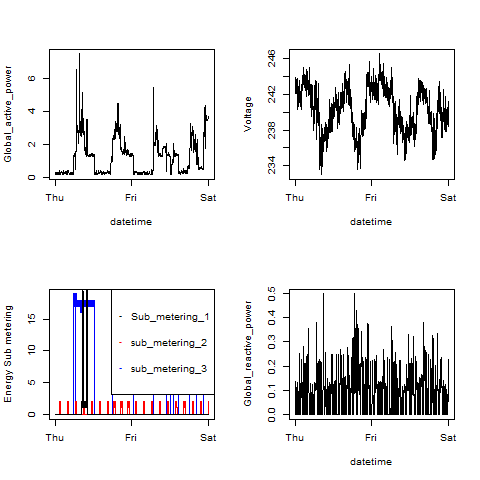 Global_active_power
6
4
2
0
Thu
Fri
Sat
datetime
Voltage
246
242
238
234
Thu
Fri
Sat
datetime
Energy Sub metering
15
10
5
0
Thu
Fri
Sat
Sub_metering_1
sub_metering_2
sub_metering_3
Global_reactive_power
0.5
0.4
0.3
0.2
0.1
0.0
Thu
Fri
Sat
datetime